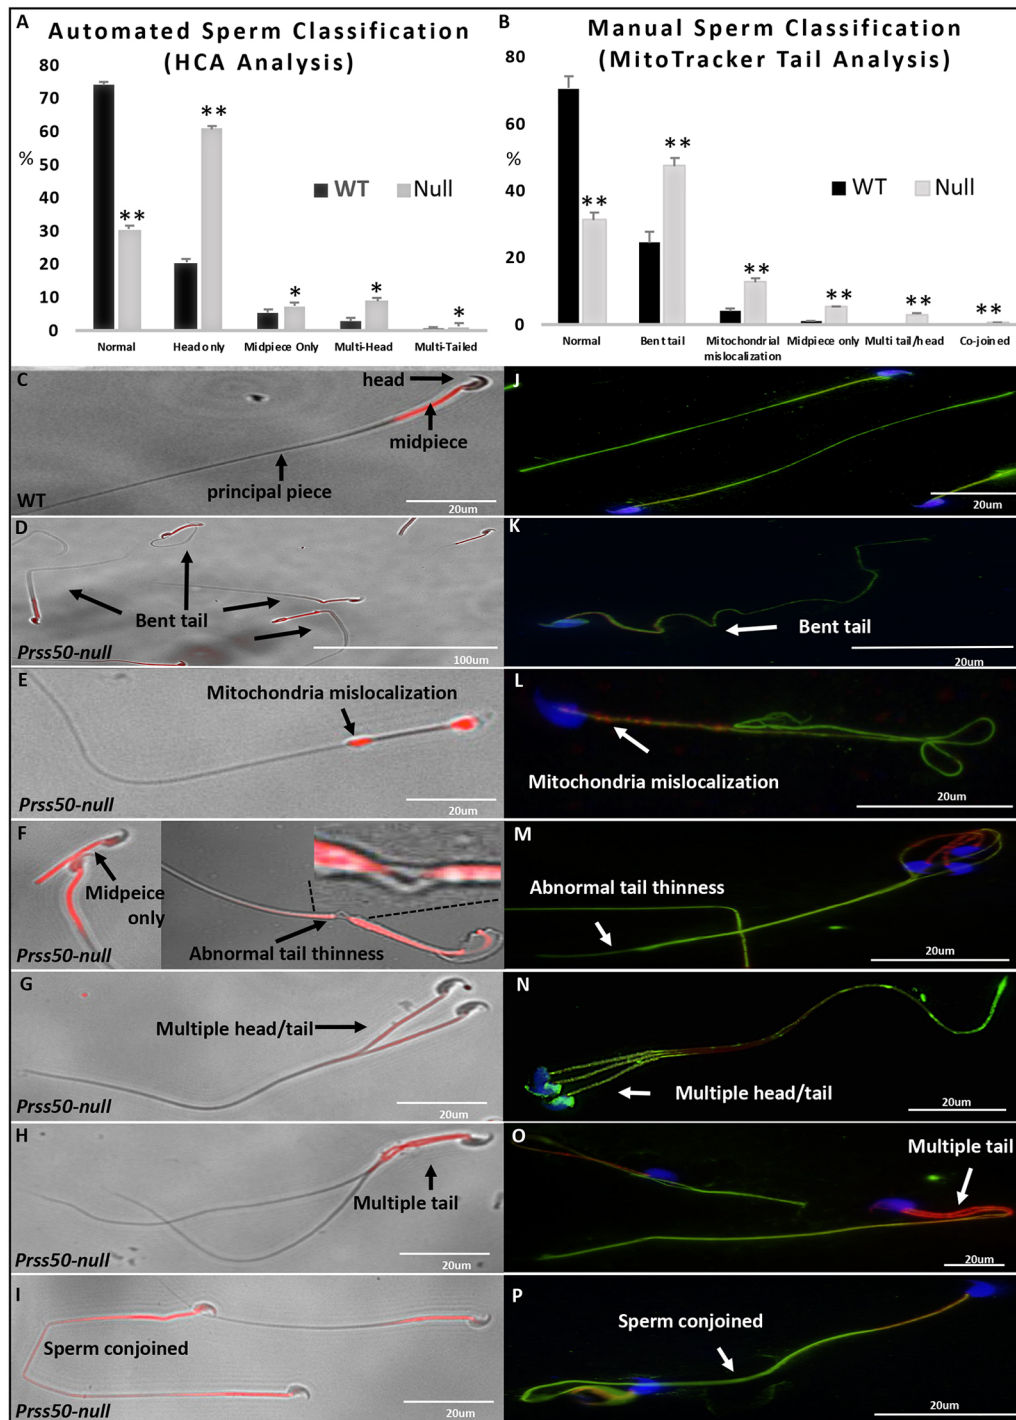 A
Automated Sperm Classification
(HCA Analysis)
80
70
60
50
40
30
20
10
0
%
**
**
*
*
*
WT
Null
Normal
Head only
Midpiece Only
Multi-Head
Multi-Tailed
B
Manual Sperm Classification
(MitoTracker Tail Analysis)
80
60
40
20
0
%
**
**
**
**
**
**
WT
Null
Normal
Bent tail
Mitochondrial
mislocalization
Midpiece only
Multi tail/head
Co-joined
C
head
midpiece
principal piece
WT
20um
J
20um
D
Bent tail
Prss50-null
100um
K
Bent tail
20um
E
Mitochondria mislocalization
Prss50-null
20um
L
Mitochondria mislocalization
20um
F
Midpeice
only
Abnormal tail thinness
Prss50-null
M
Abnormal tail thinness
20um
G
Multiple head/tail
Prss50-null
20um
N
Multiple head/tail
20um
H
Multiple tail
Prss50-null
20um
O
Multiple tail
20um
I
Sperm conjoined
Prss50-null
20um
P
Sperm conjoined
20um